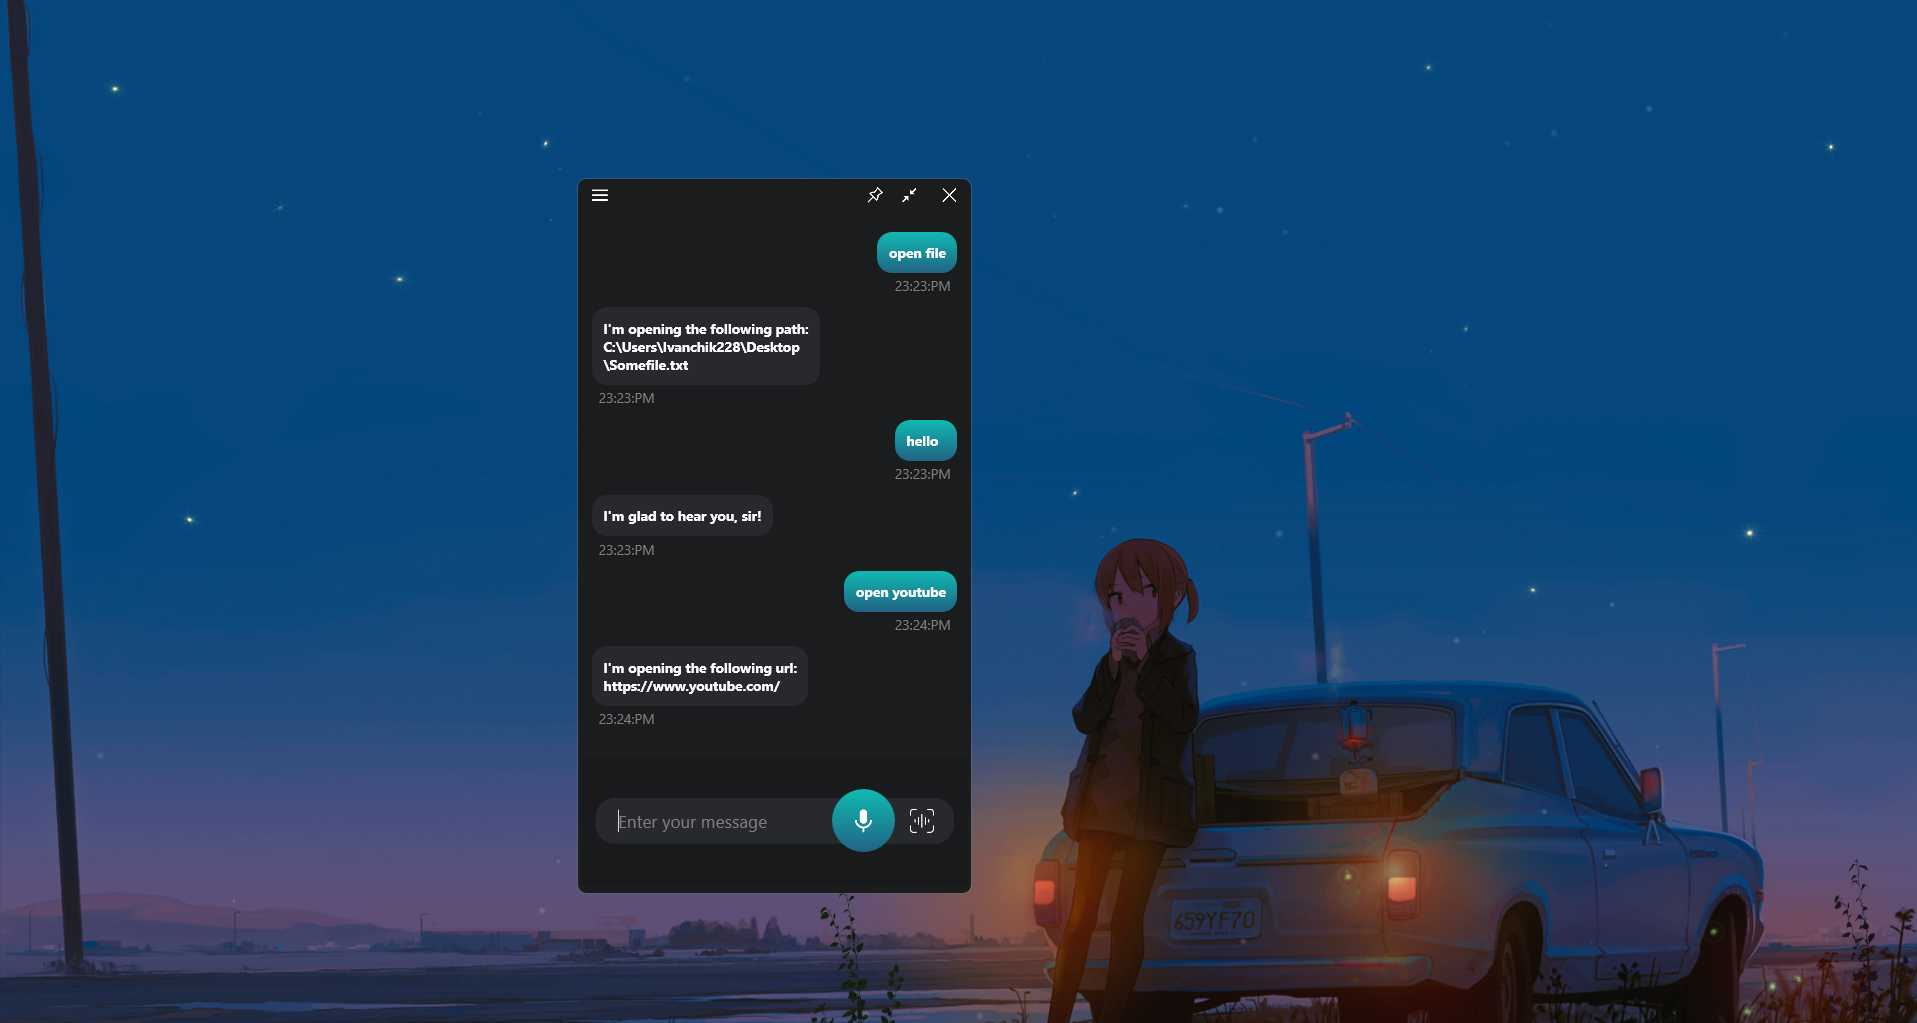 open file
23:23:PM
I'm opening the following path:
C:\Users\Ivanchik228\Desktop
\Somefile.txt
23:23:PM
hello
23:23:PM
I'm glad to hear you, sir!
23:23:PM
open youtube
23:24:PM
I'm opening the following url:
https://www.youtube.com/
23:24:PM
Enter your message
659YF70